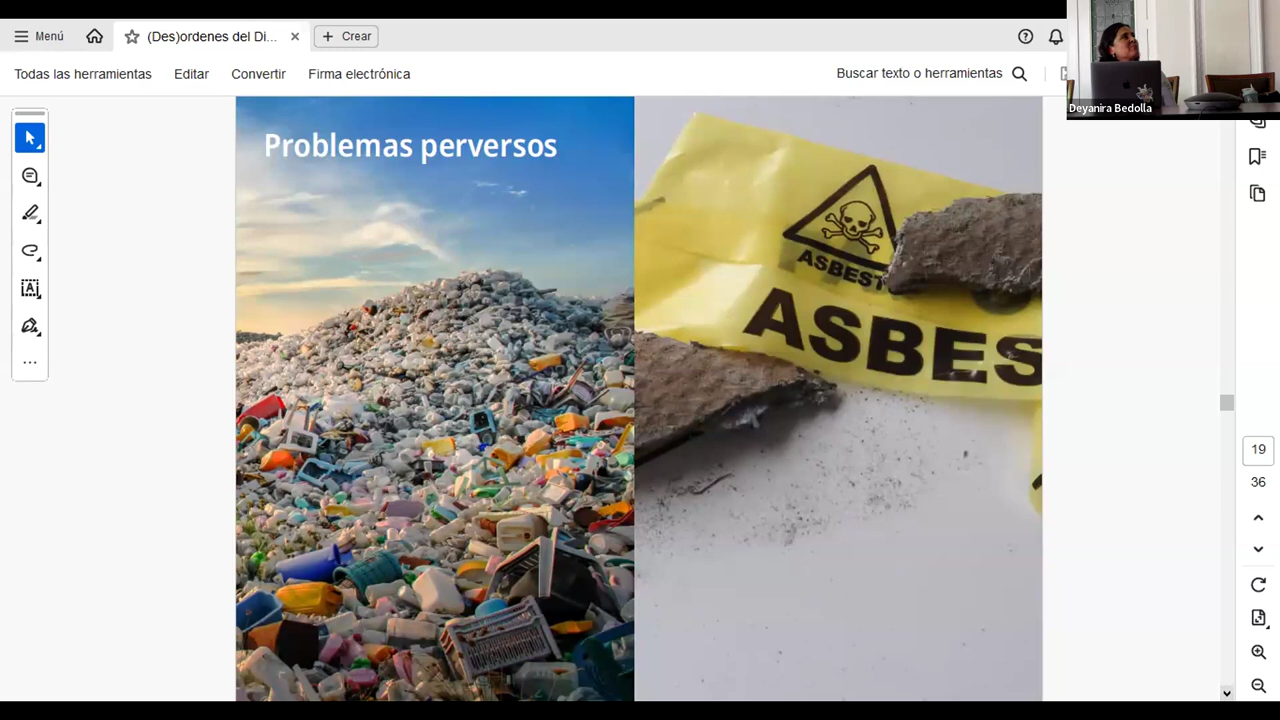 Menú
(Des)ordenes del Di...
Crear
Todas las herramientas
Editar
Convertir
Firma electrónica
Buscar texto o herramientas
Deyanira Bedolla
Problemas perversos
ASBEST
ASBES
19
36